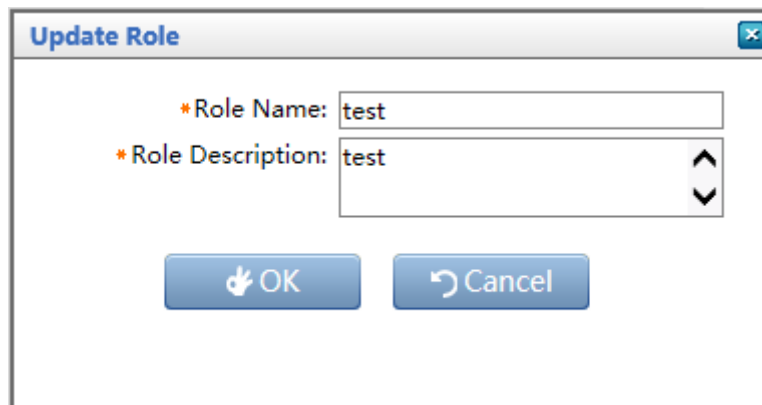 Update Role
*Role Name: test
*Role Description: test
OK Cancel